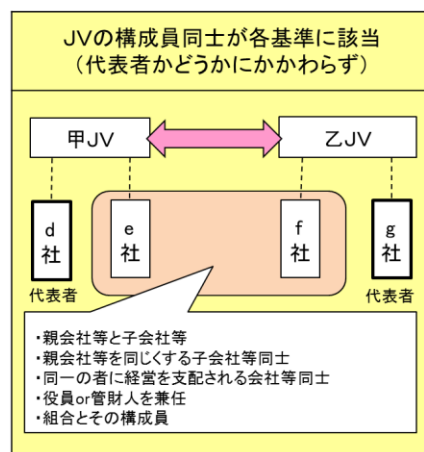 JVの構成員同士が各基準に該当
(代表者かどうかにかかわらず)
甲JV
乙JV
d
社
e
社
f
社
g
社
代表者
代表者
・親会社等と子会社等
・親会社等を同じくする子会社等同士
・同一の者に経営を支配される会社等同士
・役員or管財人を兼任
・組合とその構成員